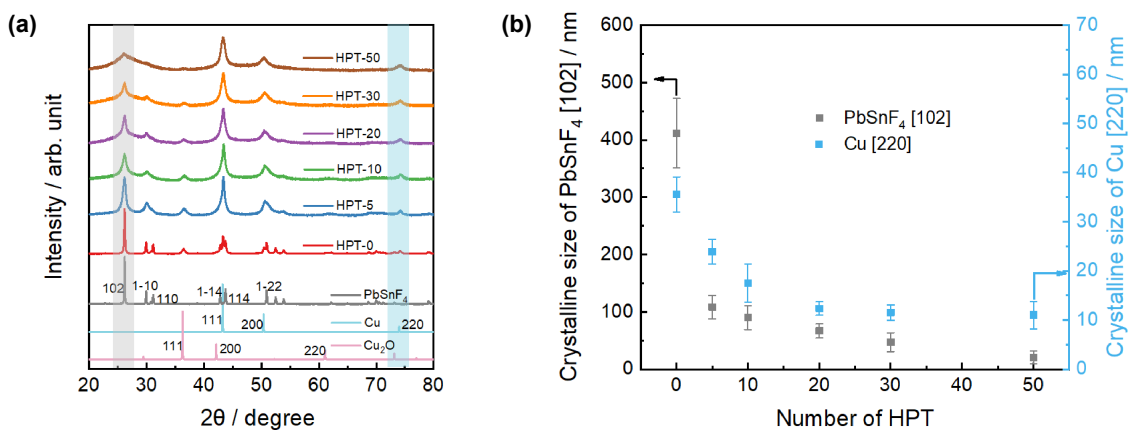 (a)
Intensity / arb. unit
HPT-50
HPT-30
HPT-20
HPT-10
HPT-5
HPT-0
102
1-10
110
1-14
114
1-22
PbSnF₄
111
200
Cu
220
111
200
220
Cu₂O
20 30 40 50 60 70 80
2θ / degree
(b)
Crystalline size of PbSnF₄ [102] / nm
600
500
400
300
200
100
0
PbSnF₄ [102]
Cu [220]
70
60
50
40
30
20
10
0
Crystalline size of Cu [220] / nm
0 10 20 30 40 50
Number of HPT